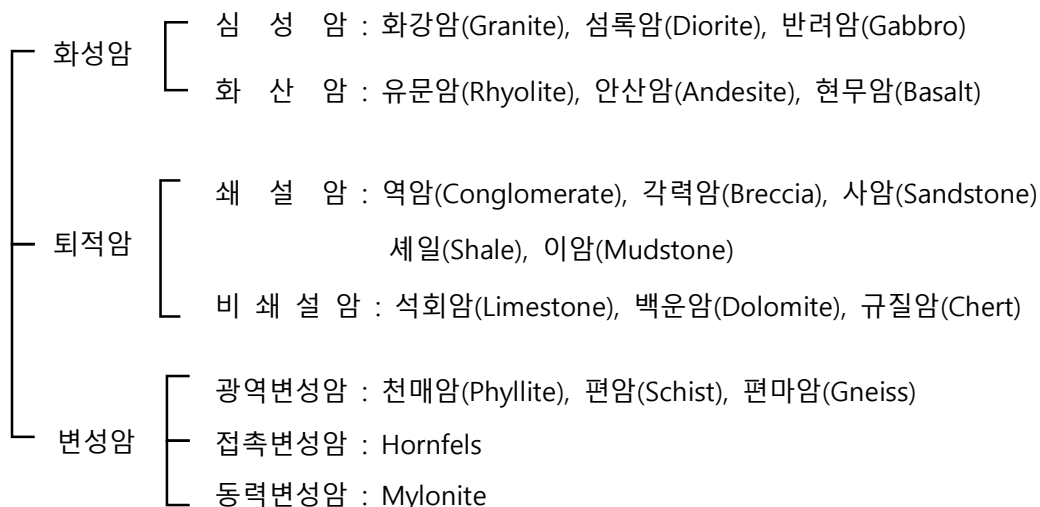 화성암
심 성 암 : 화강암(Granite), 섬록암(Diorite), 반려암(Gabbro)
화 산 암 : 유문암(Rhyolite), 안산암(Andesite), 현무암(Basalt)
퇴적암
쇄 설 암 : 역암(Conglomerate), 각력암(Breccia), 사암(Sandstone)
셰일(Shale), 이암(Mudstone)
비 쇄 설 암 : 석회암(Limestone), 백운암(Dolomite), 규질암(Chert)
변성암
광역변성암 : 천매암(Phyllite), 편암(Schist), 편마암(Gneiss)
접촉변성암 : Hornfels
동력변성암 : Mylonite